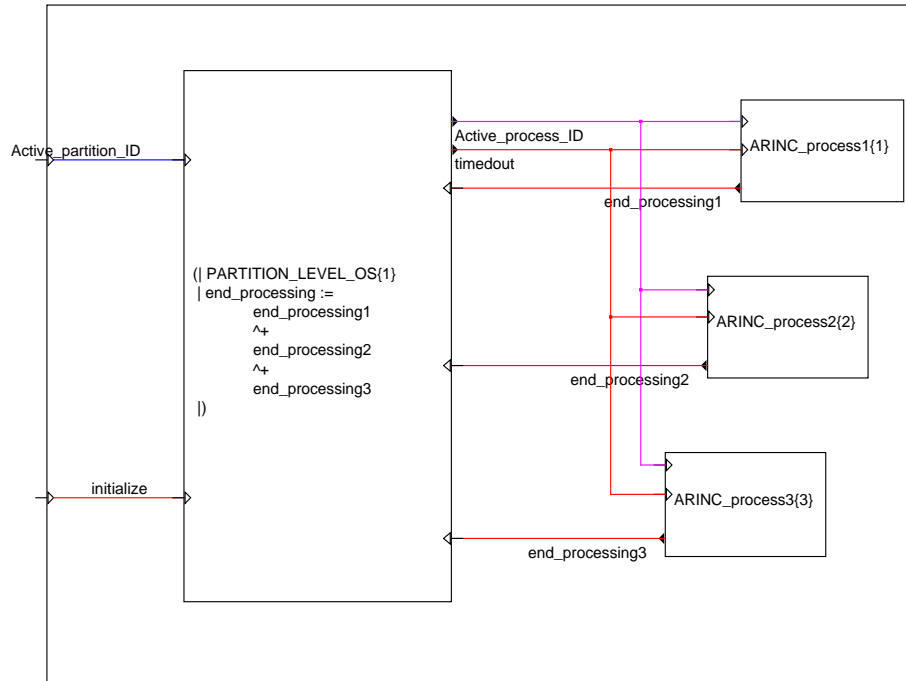 Active_process_ID
ARINC_process1{1}
Active_partition_ID
timedout
end_processing1
(| PARTITION_LEVEL_OS{1}
| end_processing :=
end_processing1
^+
end_processing2
^+
end_processing3
|)
ARINC_process2{2}
end_processing2
initialize
ARINC_process3{3}
end_processing3